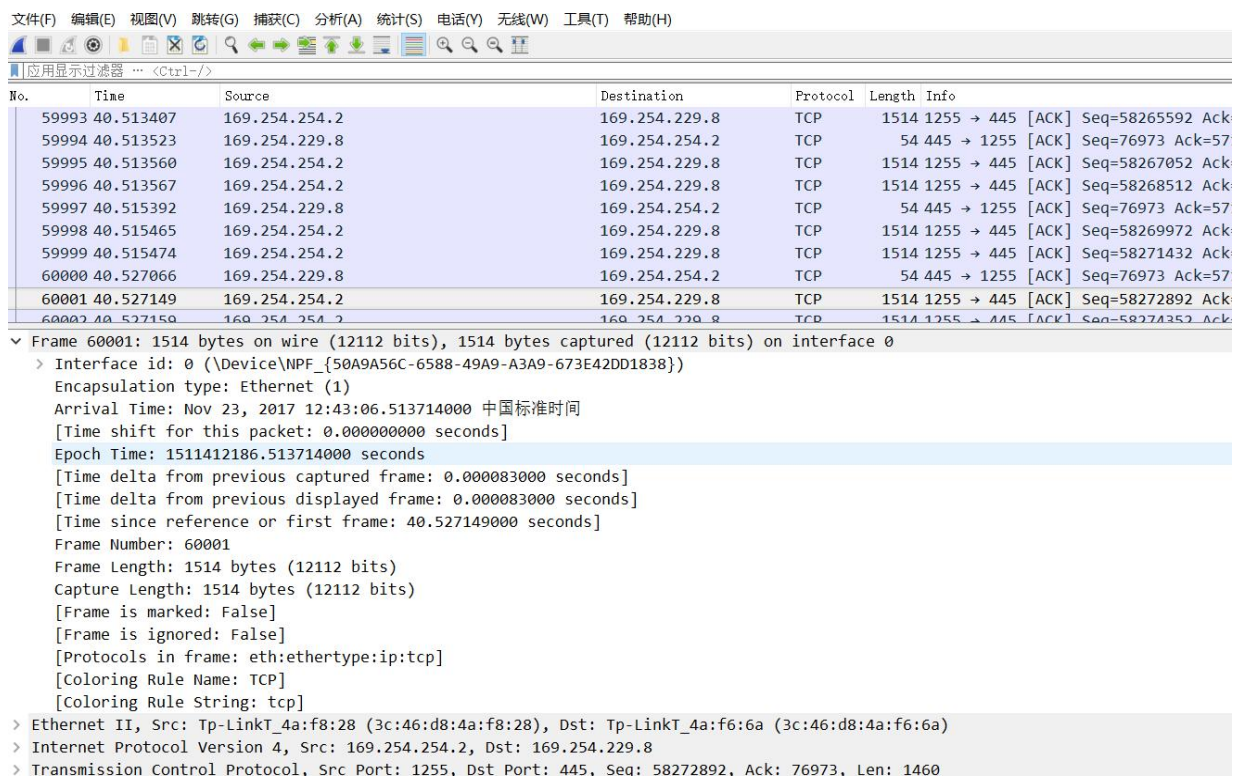 文件(F) 编辑(E) 视图(V) 跳转(G) 捕获(C) 分析(A) 统计(S) 电话(Y) 无线(W) 工具(T) 帮助(H)
应用显示过滤器 … <Ctrl-/>
No. Time Source Destination Protocol Length Info
59993 40.513407 169.254.254.2 169.254.229.8 TCP 1514 1255 → 445 [ACK] Seq=58265592 Ack
59994 40.513523 169.254.229.8 169.254.254.2 TCP 54 445 → 1255 [ACK] Seq=76973 Ack=57
59995 40.513560 169.254.254.2 169.254.229.8 TCP 1514 1255 → 445 [ACK] Seq=58267052 Ack
59996 40.513567 169.254.254.2 169.254.229.8 TCP 1514 1255 → 445 [ACK] Seq=58268512 Ack
59997 40.515392 169.254.229.8 169.254.254.2 TCP 54 445 → 1255 [ACK] Seq=76973 Ack=57
59998 40.515465 169.254.254.2 169.254.229.8 TCP 1514 1255 → 445 [ACK] Seq=58269972 Ack
59999 40.515474 169.254.254.2 169.254.229.8 TCP 1514 1255 → 445 [ACK] Seq=58271432 Ack
60000 40.527066 169.254.229.8 169.254.254.2 TCP 54 445 → 1255 [ACK] Seq=76973 Ack=57
60001 40.527149 169.254.254.2 169.254.229.8 TCP 1514 1255 → 445 [ACK] Seq=58272892 Ack
60002 40.527159 169.254.254.2 169.254.229.8 TCP 1514 1255 → 445 [ACK] Seq=58274352 Ack
Frame 60001: 1514 bytes on wire (12112 bits), 1514 bytes captured (12112 bits) on interface 0
Interface id: 0 (\Device\NPF_{50A9A56C-6588-49A9-A3A9-673E42DD1838})
Encapsulation type: Ethernet (1)
Arrival Time: Nov 23, 2017 12:43:06.513714000 中国标准时间
[Time shift for this packet: 0.000000000 seconds]
Epoch Time: 1511412186.513714000 seconds
[Time delta from previous captured frame: 0.000083000 seconds]
[Time delta from previous displayed frame: 0.000083000 seconds]
[Time since reference or first frame: 40.527149000 seconds]
Frame Number: 60001
Frame Length: 1514 bytes (12112 bits)
Capture Length: 1514 bytes (12112 bits)
[Frame is marked: False]
[Frame is ignored: False]
[Protocols in frame: eth:ethertype:ip:tcp]
[Coloring Rule Name: TCP]
[Coloring Rule String: tcp]
Ethernet II, Src: Tp-LinkT_4a:f8:28 (3c:46:d8:4a:f8:28), Dst: Tp-LinkT_4a:f6:6a (3c:46:d8:4a:f6:6a)
Internet Protocol Version 4, Src: 169.254.254.2, Dst: 169.254.229.8
Transmission Control Protocol, Src Port: 1255, Dst Port: 445, Seq: 58272892, Ack: 76973, Len: 1460